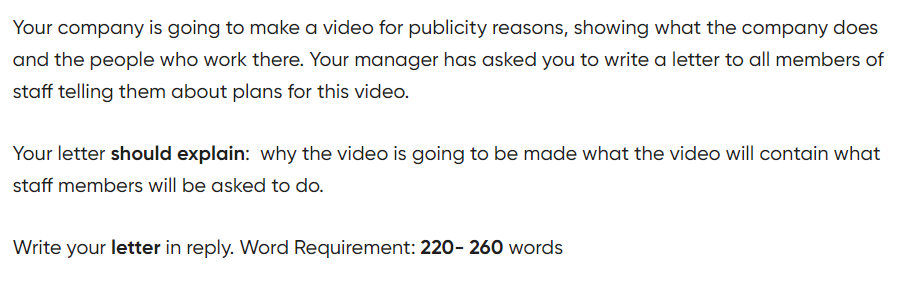 Your company is going to make a video for publicity reasons, showing what the company does
and the people who work there. Your manager has asked you to write a letter to all members of
staff telling them about plans for this video.
Your letter should explain:  why the video is going to be made what the video will contain what
staff members will be asked to do.
Write your letter in reply. Word Requirement: 220- 260 words